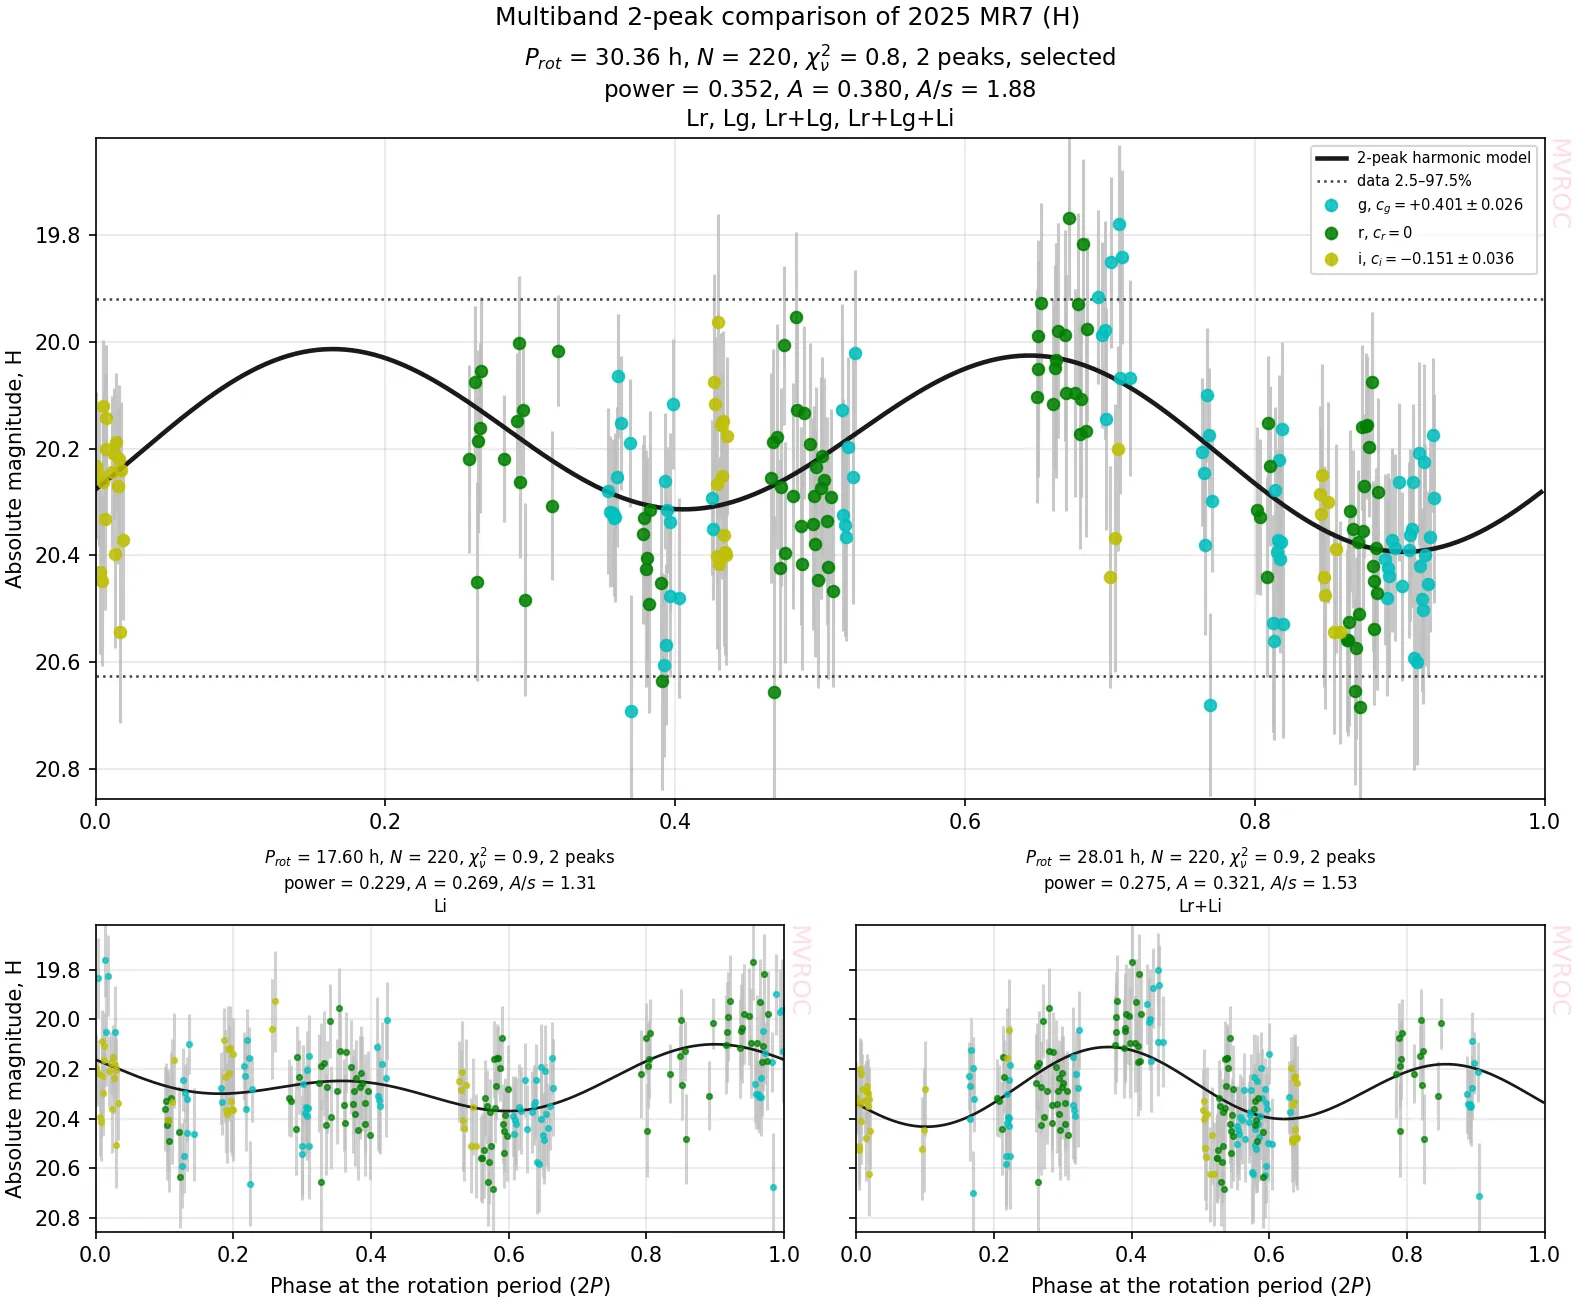 Multiband 2-peak comparison of 2025 MR7 (H)
P_rot = 30.36 h, N = 220, χ²_ν = 0.8, 2 peaks, selected
power = 0.352, A = 0.380, A/s = 1.88
Lr, Lg, Lr+Lg, Lr+Lg+Li
2-peak harmonic model
data 2.5–97.5%
g, c_g = +0.401 ± 0.026
r, c_r = 0
i, c_i = −0.151 ± 0.036
MVROC
Absolute magnitude, H
19.8
20.0
20.2
20.4
20.6
20.8
0.0 0.2 0.4 0.6 0.8 1.0
P_rot = 17.60 h, N = 220, χ²_ν = 0.9, 2 peaks
power = 0.229, A = 0.269, A/s = 1.31
Li
MVROC
Absolute magnitude, H
19.8
20.0
20.2
20.4
20.6
20.8
0.0 0.2 0.4 0.6 0.8 1.0
Phase at the rotation period (2P)
P_rot = 28.01 h, N = 220, χ²_ν = 0.9, 2 peaks
power = 0.275, A = 0.321, A/s = 1.53
Lr+Li
MVROC
0.0 0.2 0.4 0.6 0.8 1.0
Phase at the rotation period (2P)